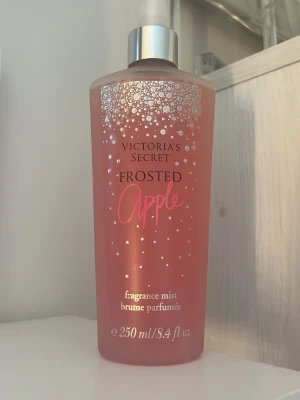 VICTORIA'S
SECRET
FROSTED
Apple
fragrance mist
brume parfumée
℮ 250 ml/8.4 fl oz